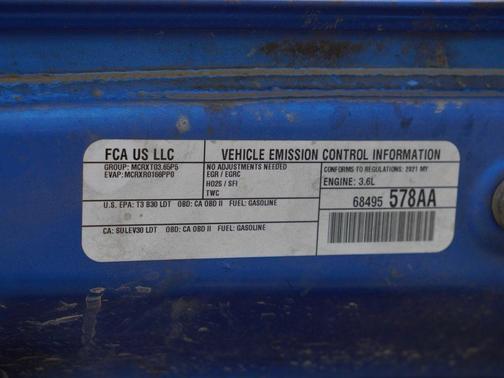 FCA US LLC
GROUP: MCRXT03.65P5
EVAP: MCRXR0166PP0
VEHICLE EMISSION CONTROL INFORMATION
NO ADJUSTMENTS NEEDED
EGR / EGRC
HO2S / SFI
TWC
CONFORMS TO REGULATIONS: 2021 MY
ENGINE: 3.6L
U.S. EPA: T3 B30 LDT OBD: CA OBD II FUEL: GASOLINE
68495 578AA
CA: SULEV30 LDT OBD: CA OBD II FUEL: GASOLINE